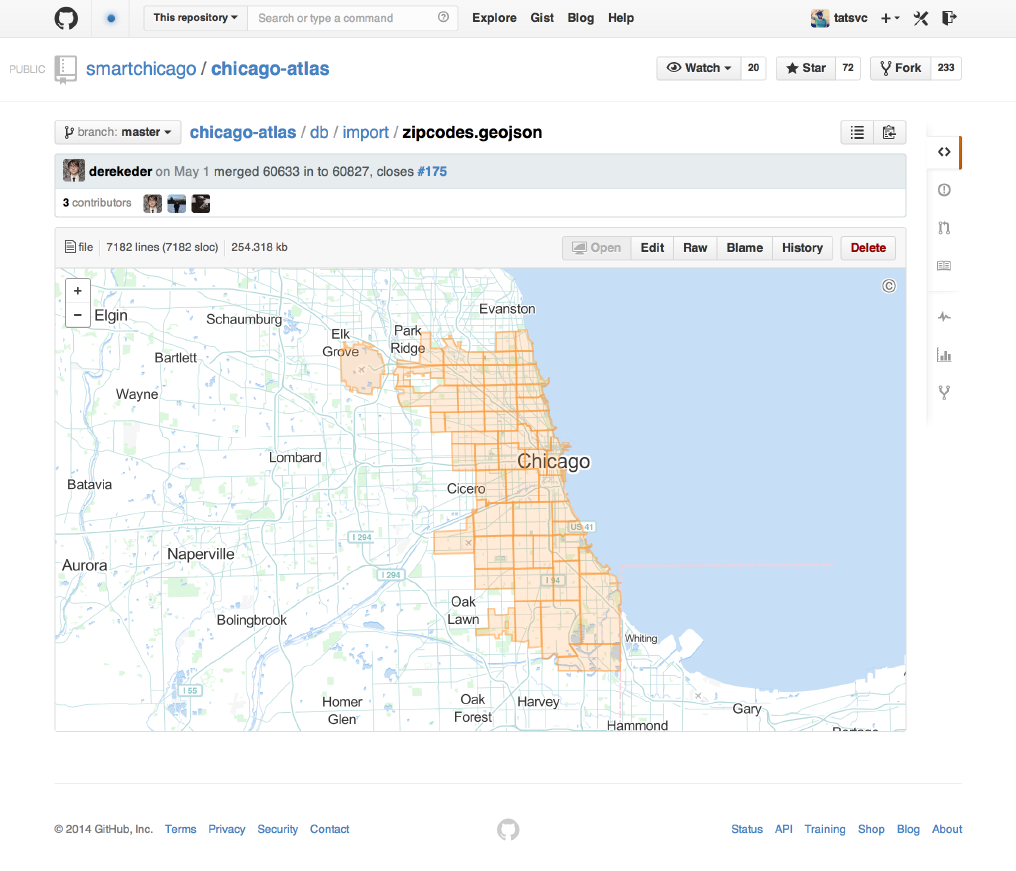 This repository Search or type a command Explore Gist Blog Help tatsvc
PUBLIC smartchicago / chicago-atlas Watch 20 Star 72 Fork 233
branch: master chicago-atlas / db / import / zipcodes.geojson
derekeder on May 1 merged 60633 in to 60827, closes #175
3 contributors
file 7182 lines (7182 sloc) 254.318 kb Open Edit Raw Blame History Delete
+
−
©
Evanston
Elgin
Schaumburg
Elk
Grove
Park
Ridge
Bartlett
Wayne
Lombard
Chicago
Batavia
Cicero
US 41
I 294
Naperville
Aurora
I 294
I 94
Oak
Lawn
Bolingbrook
Whiting
I 55
Homer
Glen
Oak
Forest
Harvey
Gary
Hammond
© 2014 GitHub, Inc. Terms Privacy Security Contact Status API Training Shop Blog About